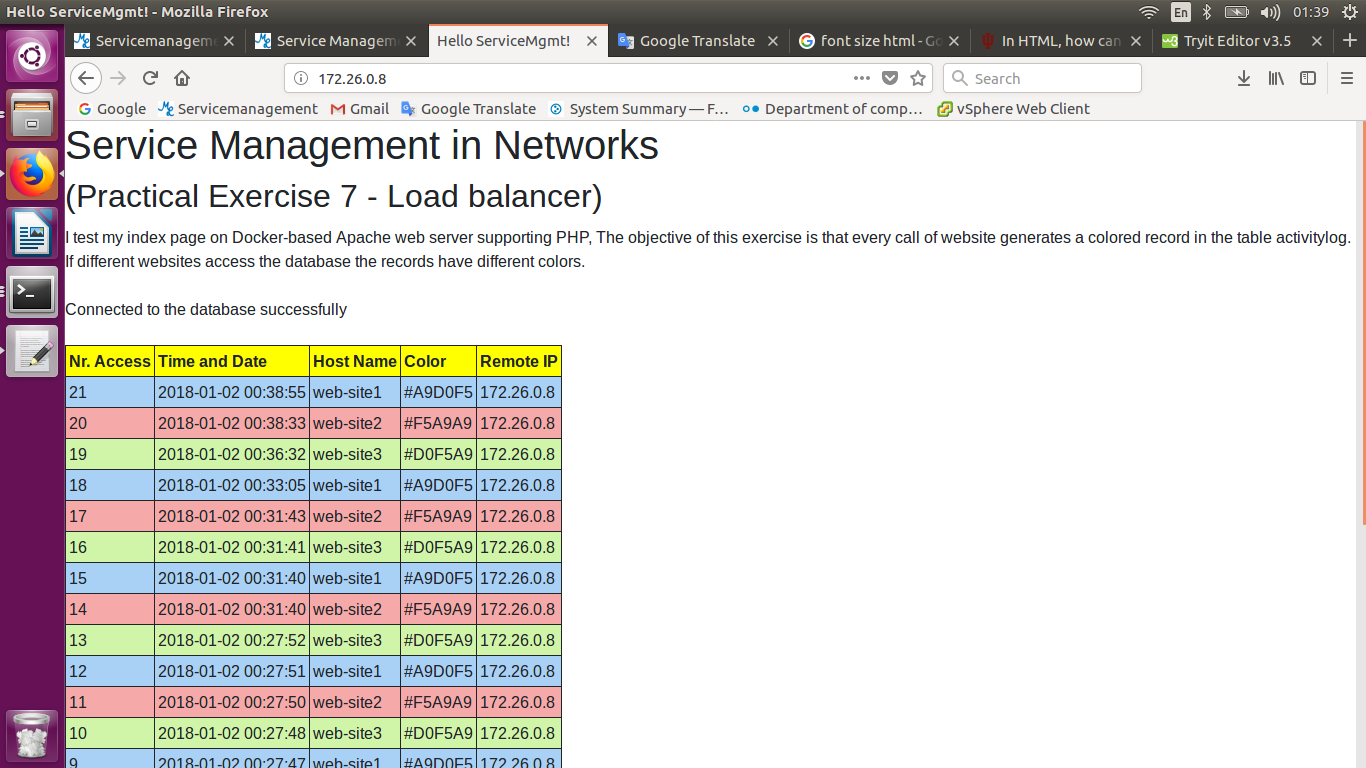 Hello ServiceMgmt! - Mozilla Firefox En 01:39
Servicemanageme Service Managem Hello ServiceMgmt! Google Translate font size html - Go In HTML, how can Tryit Editor v3.5
172.26.0.8 Search
Google Servicemanagement Gmail Google Translate System Summary — F… Department of comp… vSphere Web Client
Service Management in Networks
(Practical Exercise 7 - Load balancer)
I test my index page on Docker-based Apache web server supporting PHP, The objective of this exercise is that every call of website generates a colored record in the table activitylog.
If different websites access the database the records have different colors.
Connected to the database successfully
Nr. Access Time and Date Host Name Color Remote IP
21 2018-01-02 00:38:55 web-site1 #A9D0F5 172.26.0.8
20 2018-01-02 00:38:33 web-site2 #F5A9A9 172.26.0.8
19 2018-01-02 00:36:32 web-site3 #D0F5A9 172.26.0.8
18 2018-01-02 00:33:05 web-site1 #A9D0F5 172.26.0.8
17 2018-01-02 00:31:43 web-site2 #F5A9A9 172.26.0.8
16 2018-01-02 00:31:41 web-site3 #D0F5A9 172.26.0.8
15 2018-01-02 00:31:40 web-site1 #A9D0F5 172.26.0.8
14 2018-01-02 00:31:40 web-site2 #F5A9A9 172.26.0.8
13 2018-01-02 00:27:52 web-site3 #D0F5A9 172.26.0.8
12 2018-01-02 00:27:51 web-site1 #A9D0F5 172.26.0.8
11 2018-01-02 00:27:50 web-site2 #F5A9A9 172.26.0.8
10 2018-01-02 00:27:48 web-site3 #D0F5A9 172.26.0.8
9 2018-01-02 00:27:47 web-site1 #A9D0F5 172.26.0.8